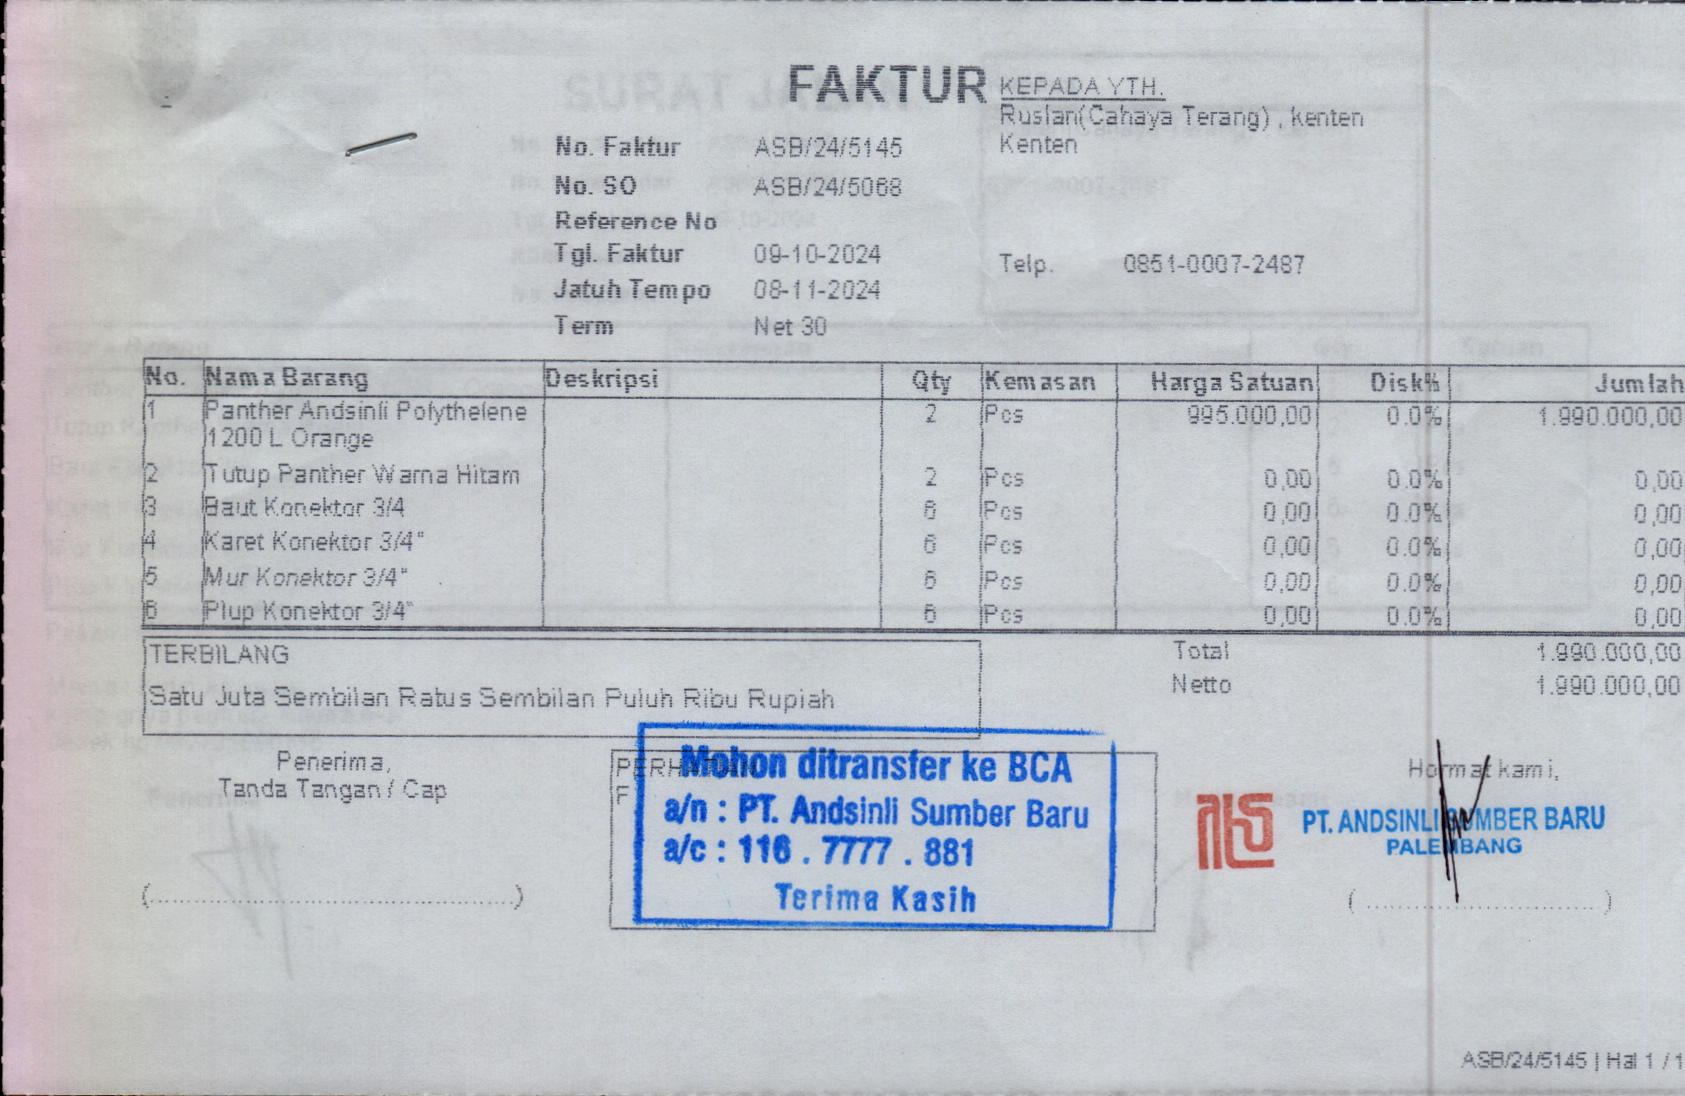 FAKTUR
KEPADA YTH.
Ruslan(Cahaya Terang) , kenten
Kenten
No. Faktur ASB/24/5145
No. SO ASB/24/5068
Reference No
Tgl. Faktur 09-10-2024
Telp. 0851-0007-2487
Jatuh Tempo 08-11-2024
Term Net 30
No. Nama Barang Deskripsi Qty Kemasan Harga Satuan Disk% Jumlah
1 Panther Andsinli Polythelene 2 Pcs 995.000,00 0.0% 1.990.000,00
1200 L Orange
2 Tutup Panther Warna Hitam 2 Pcs 0,00 0.0% 0,00
3 Baut Konektor 3/4 6 Pcs 0,00 0.0% 0,00
4 Karet Konektor 3/4" 6 Pcs 0,00 0.0% 0,00
5 Mur Konektor 3/4" 6 Pcs 0,00 0.0% 0,00
6 Plup Konektor 3/4" 6 Pcs 0,00 0.0% 0,00
TERBILANG
Satu Juta Sembilan Ratus Sembilan Puluh Ribu Rupiah
Total 1.990.000,00
Netto 1.990.000,00
Penerima,
Tanda Tangan / Cap
Mohon ditransfer ke BCA
a/n : PT. Andsinli Sumber Baru
a/c : 116 . 7777 . 881
Terima Kasih
Hormat kami,
PT. ANDSINLI SUMBER BARU
PALEMBANG
ASB/24/5145 | Hal 1 / 1